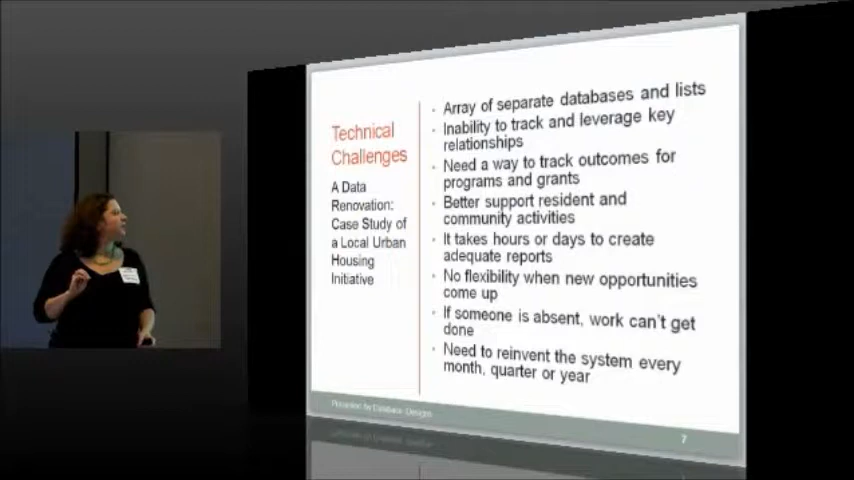 Technical
Challenges
A Data
Renovation:
Case Study of
a Local Urban
Housing
Initiative
Array of separate databases and lists
Inability to track and leverage key
relationships
Need a way to track outcomes for
programs and grants
Better support resident and
community activities
It takes hours or days to create
adequate reports
No flexibility when new opportunities
come up
If someone is absent, work can't get
done
Need to reinvent the system every
month, quarter or year
Presented by Database Designs
7